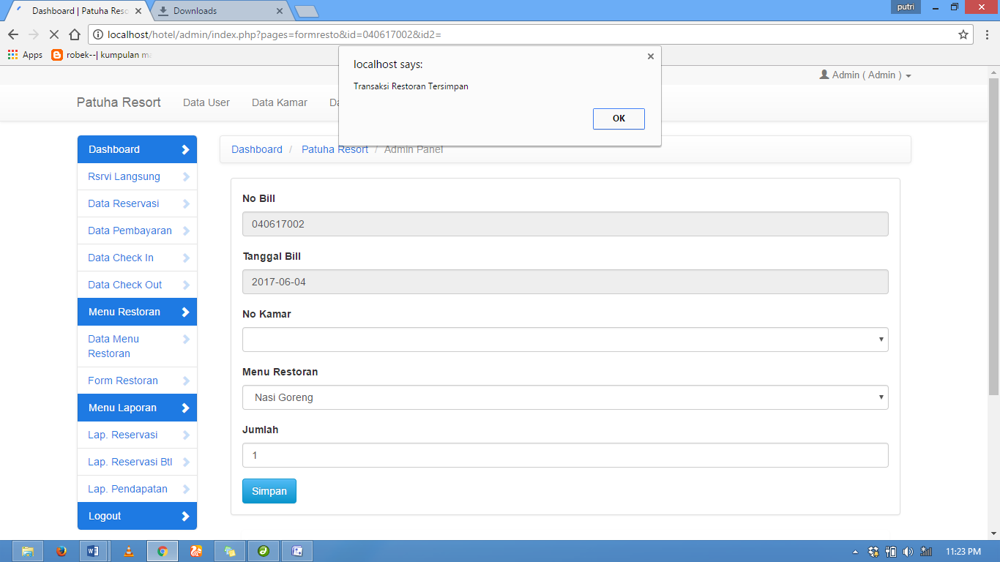 Dashboard | Patuha Reso
Downloads
putri
localhost/hotel/admin/index.php?pages=formresto&id=040617002&id2=
Apps
robek--| kumpulan ma
localhost says:
Transaksi Restoran Tersimpan
OK
Admin ( Admin )
Patuha Resort
Data User
Data Kamar
Da
Dashboard / Patuha Resort / Admin Panel
Dashboard
Rsrvi Langsung
Data Reservasi
Data Pembayaran
Data Check In
Data Check Out
Menu Restoran
Data Menu
Restoran
Form Restoran
Menu Laporan
Lap. Reservasi
Lap. Reservasi Btl
Lap. Pendapatan
Logout
No Bill
040617002
Tanggal Bill
2017-06-04
No Kamar
Menu Restoran
Nasi Goreng
Jumlah
1
Simpan
11:23 PM